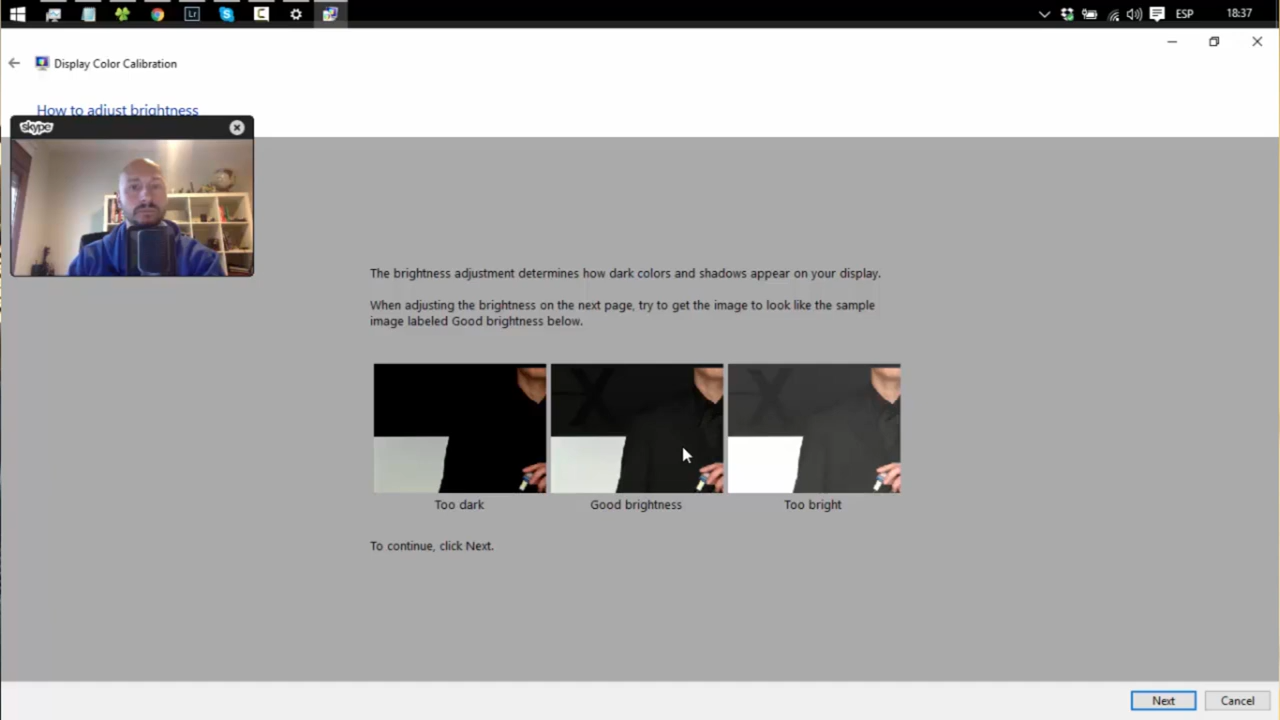 Lr
ESP
18:37
Display Color Calibration
How to adjust brightness
skype
The brightness adjustment determines how dark colors and shadows appear on your display.
When adjusting the brightness on the next page, try to get the image to look like the sample
image labeled Good brightness below.
Too dark
Good brightness
Too bright
To continue, click Next.
Next
Cancel